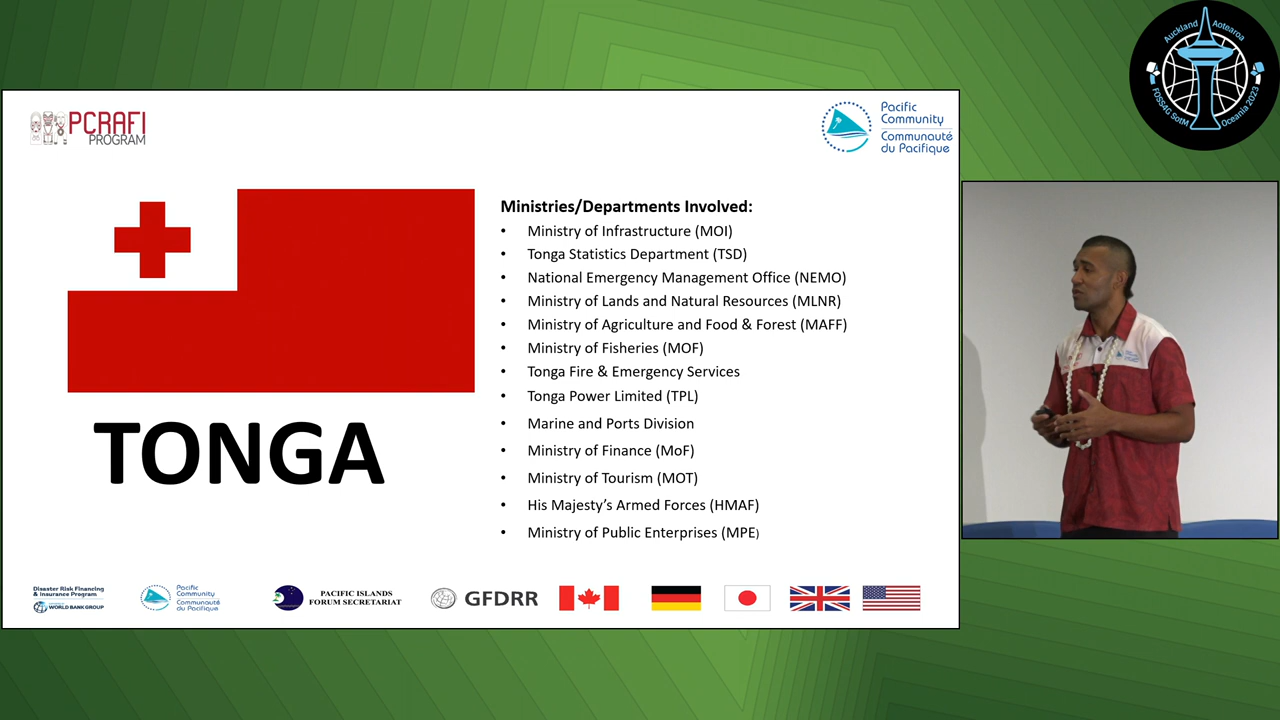 PCRAFI
PROGRAM
Pacific
Community
Communauté
du Pacifique
Auckland Aotearoa
FOSS4G SotM Oceania 2023
TONGA
Ministries/Departments Involved:
• Ministry of Infrastructure (MOI)
• Tonga Statistics Department (TSD)
• National Emergency Management Office (NEMO)
• Ministry of Lands and Natural Resources (MLNR)
• Ministry of Agriculture and Food & Forest (MAFF)
• Ministry of Fisheries (MOF)
• Tonga Fire & Emergency Services
• Tonga Power Limited (TPL)
• Marine and Ports Division
• Ministry of Finance (MoF)
• Ministry of Tourism (MOT)
• His Majesty's Armed Forces (HMAF)
• Ministry of Public Enterprises (MPE)
Disaster Risk Financing
& Insurance Program
WORLD BANK GROUP
Pacific
Community
Communauté
du Pacifique
PACIFIC ISLANDS
FORUM SECRETARIAT
GFDRR